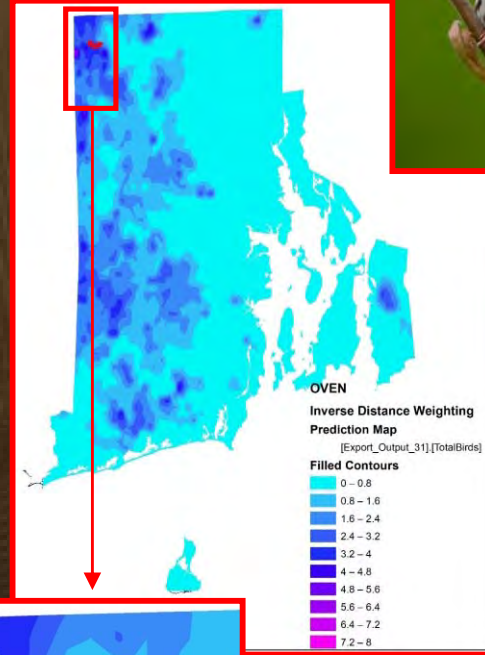 OVEN
Inverse Distance Weighting
Prediction Map
[Export_Output_31].[TotalBirds]
Filled Contours
0 – 0.8
0.8 – 1.6
1.6 – 2.4
2.4 – 3.2
3.2 – 4
4 – 4.8
4.8 – 5.6
5.6 – 6.4
6.4 – 7.2
7.2 – 8